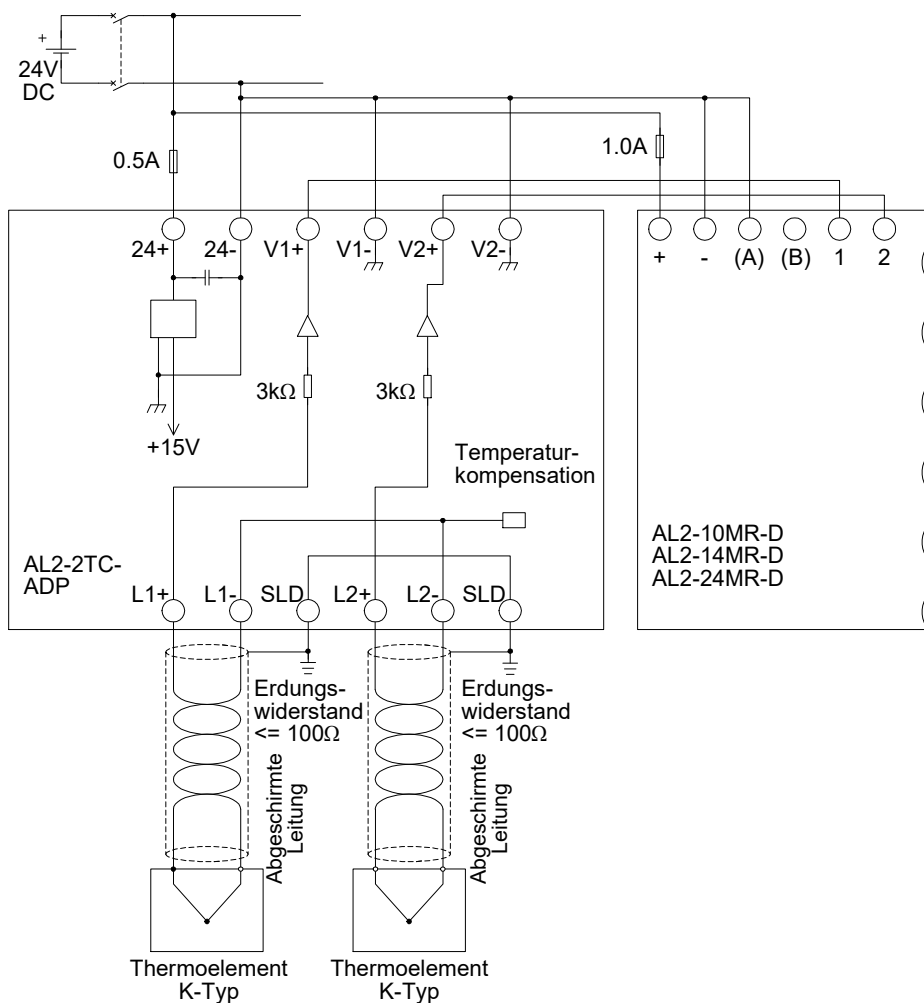 +
24V
DC
0.5A
1.0A
24+ 24- V1+ V1- V2+ V2-
+ - (A) (B) 1 2
3kΩ 3kΩ
+15V
Temperatur-
kompensation
AL2-2TC-
ADP
AL2-10MR-D
AL2-14MR-D
AL2-24MR-D
L1+ L1- SLD L2+ L2- SLD
Erdungs-
widerstand
<= 100Ω
Erdungs-
widerstand
<= 100Ω
Abgeschirmte
Leitung
Abgeschirmte
Leitung
Thermoelement
K-Typ
Thermoelement
K-Typ